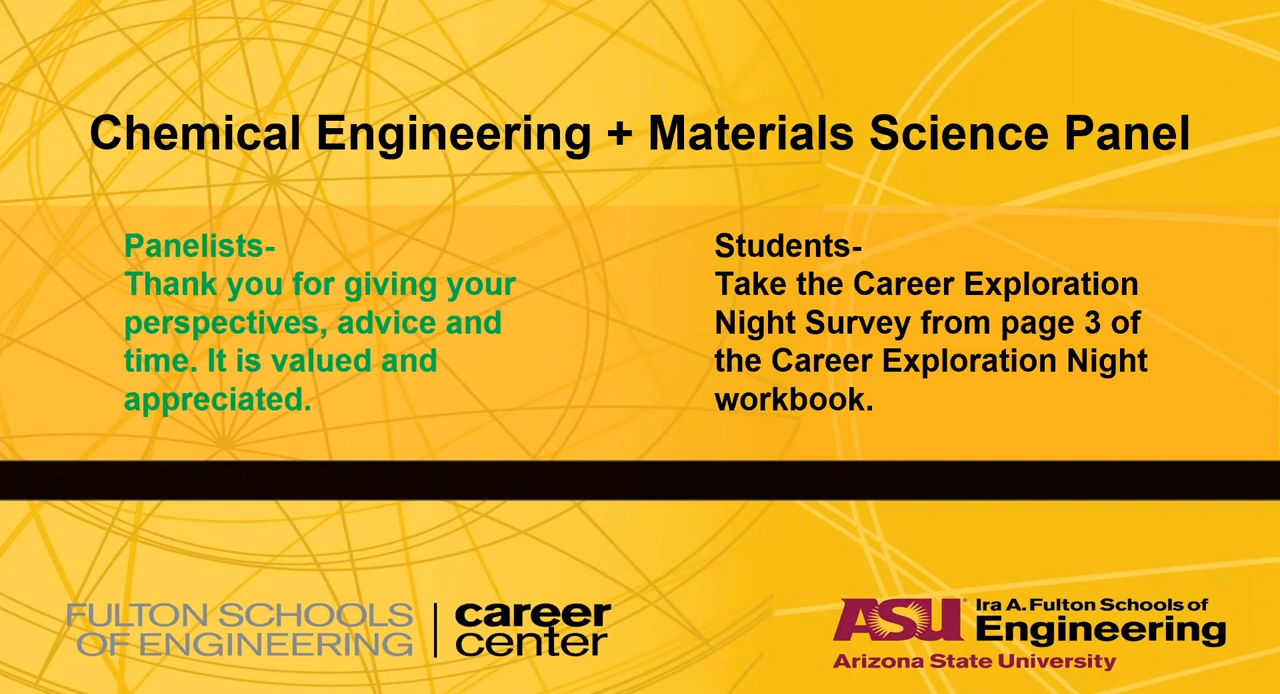 Chemical Engineering + Materials Science Panel
Panelists-
Thank you for giving your
perspectives, advice and
time. It is valued and
appreciated.
Students-
Take the Career Exploration
Night Survey from page 3 of
the Career Exploration Night
workbook.
FULTON SCHOOLS
OF ENGINEERING
career
center
ASU
Ira A. Fulton Schools of
Engineering
Arizona State University